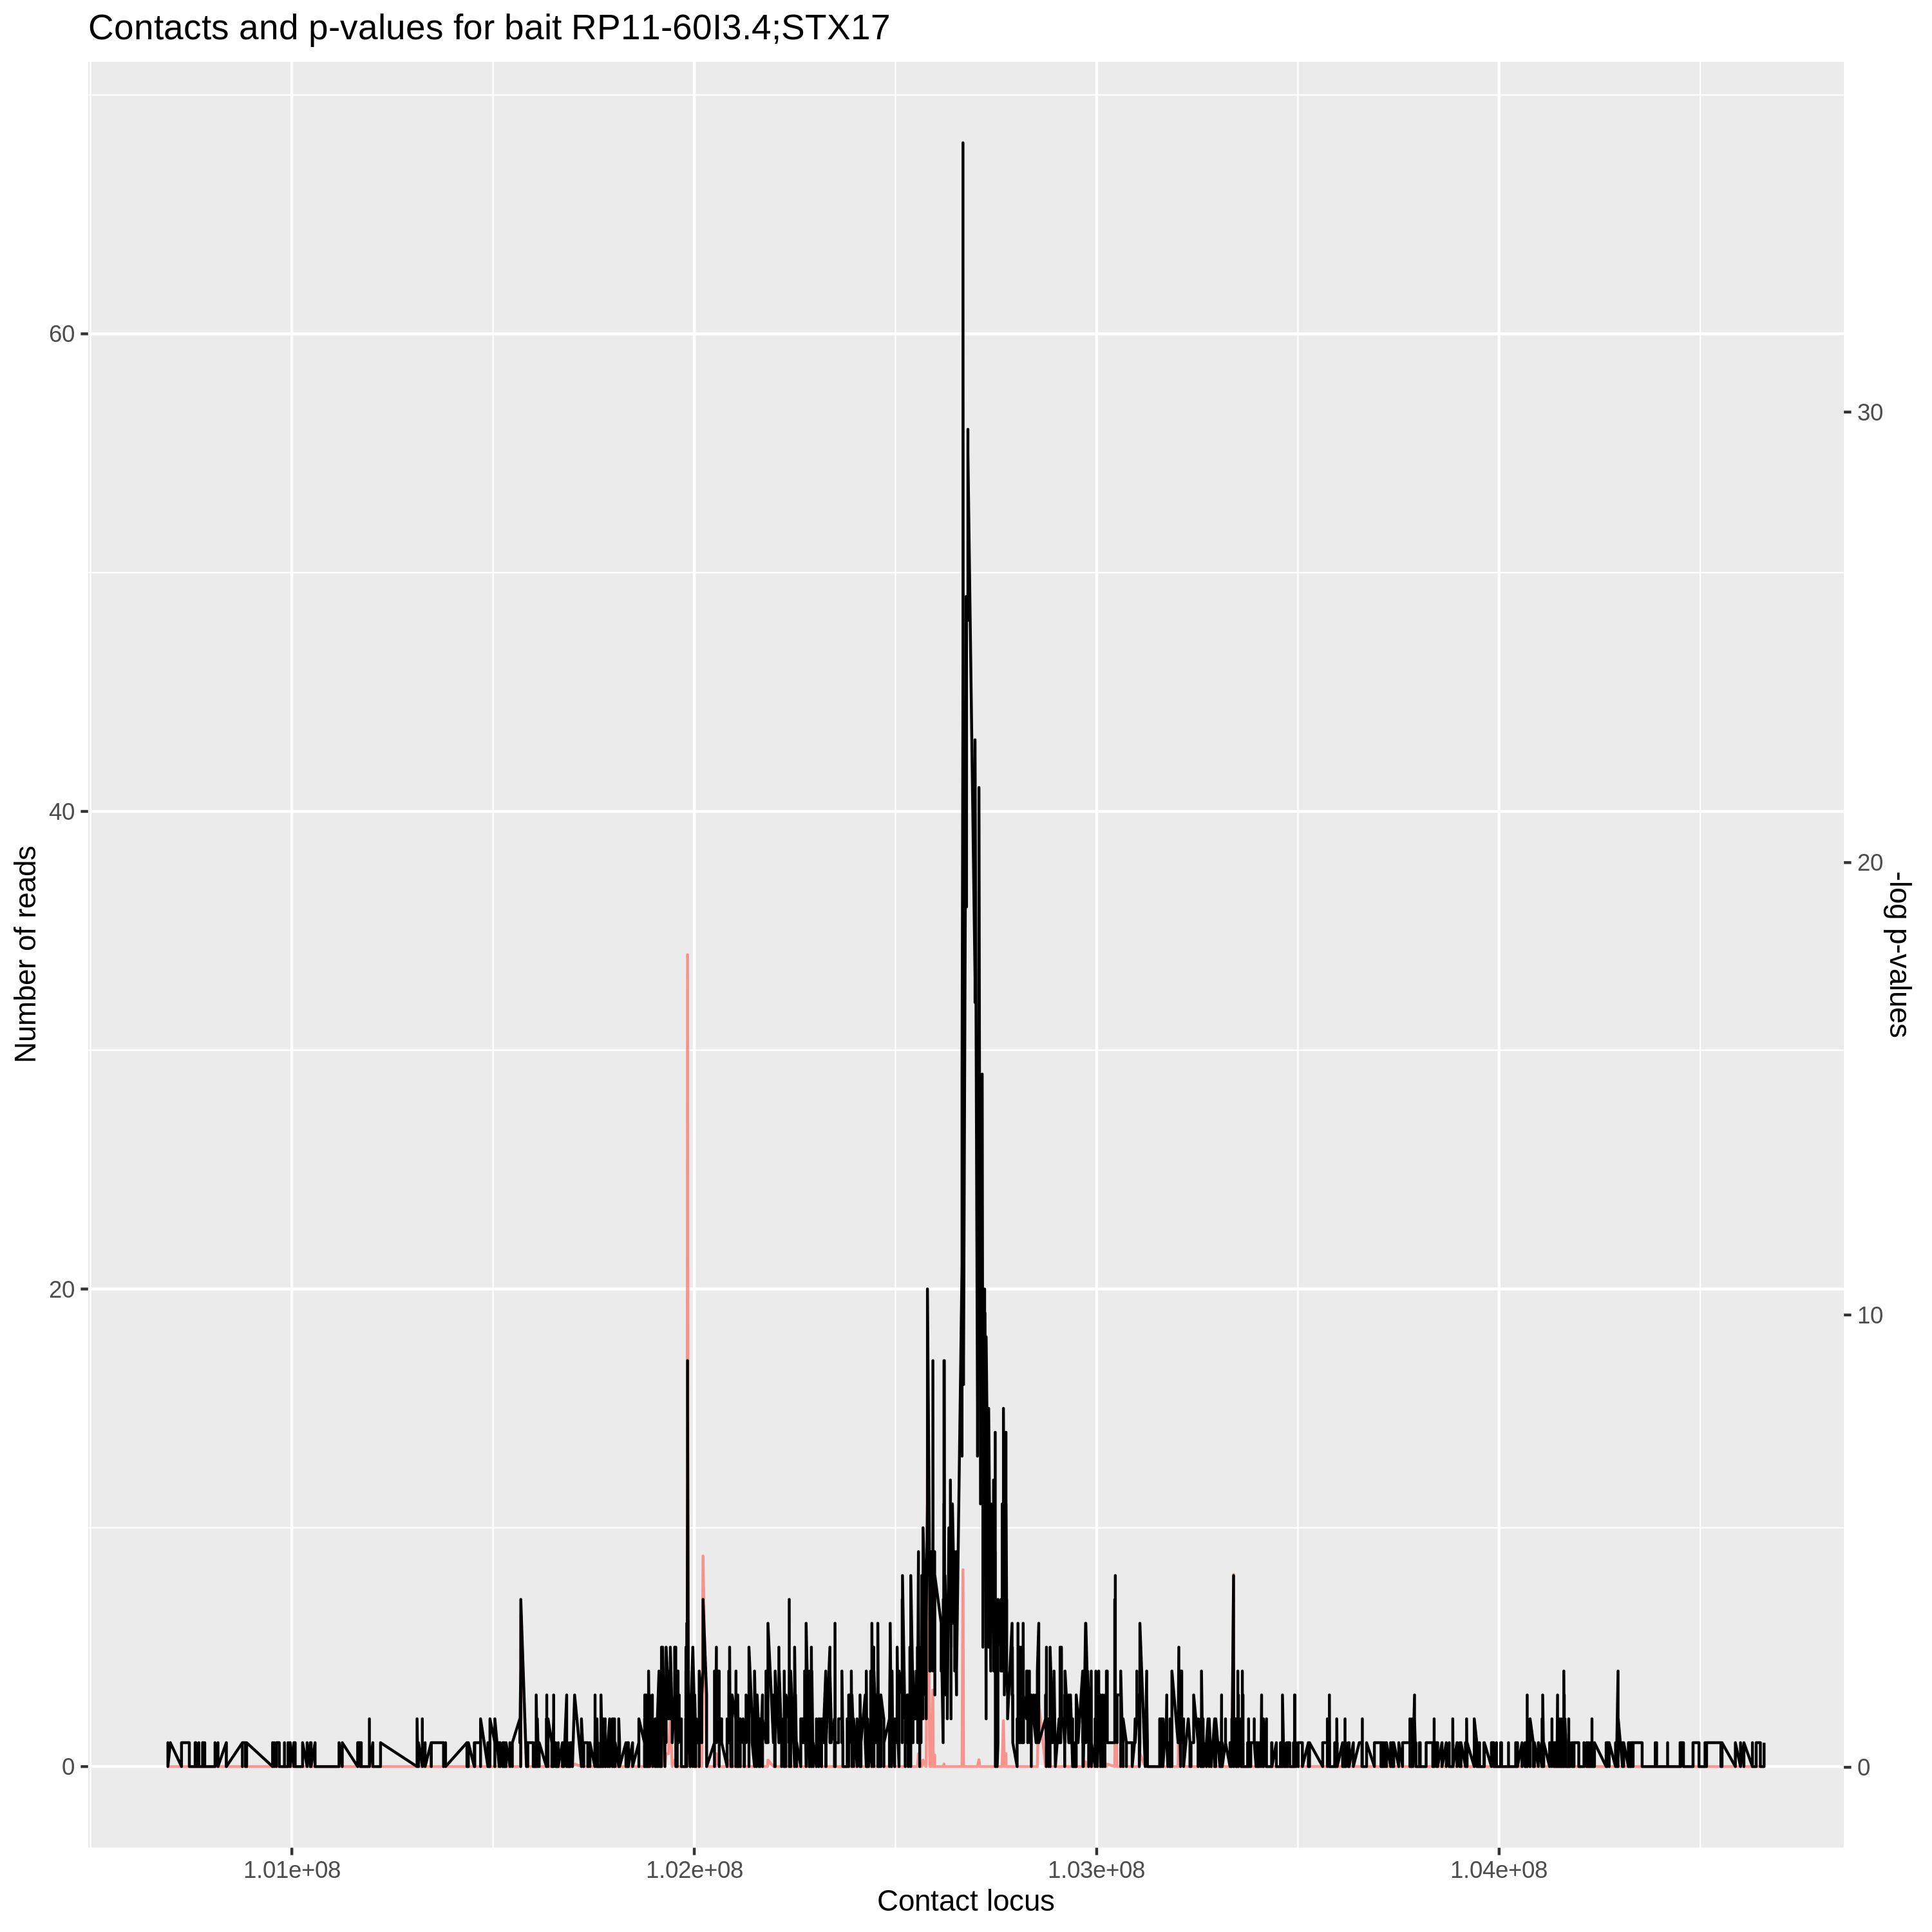 Contacts and p-values for bait RP11-60I3.4;STX17
60
40
20
0
Number of reads
30
20
10
0
-log p-values
1.01e+08
1.02e+08
1.03e+08
1.04e+08
Contact locus